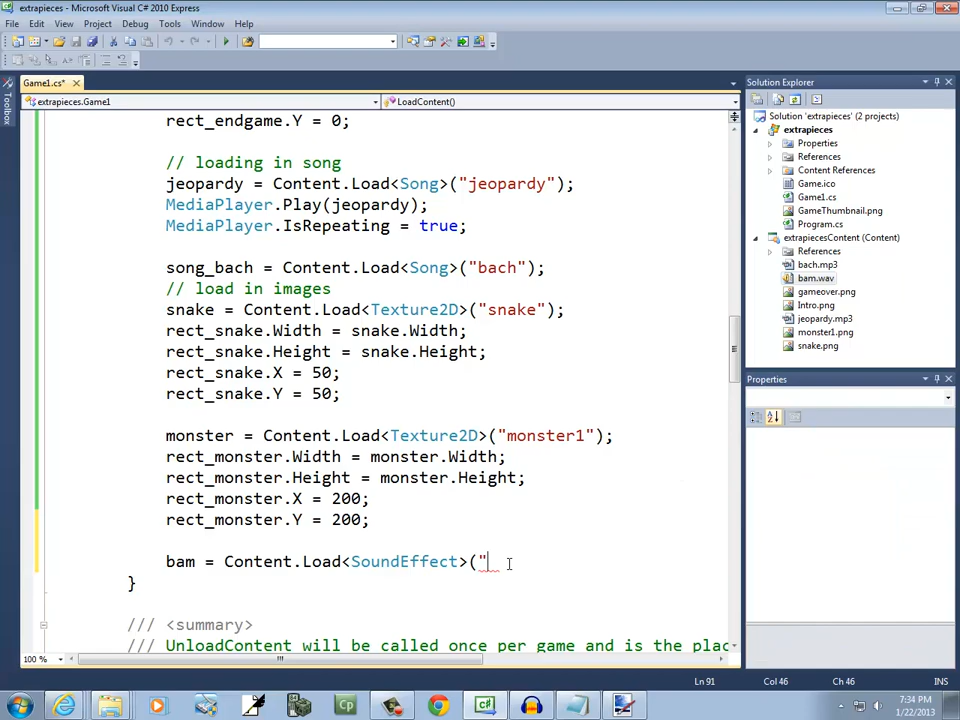 extrapieces - Microsoft Visual C# 2010 Express
File Edit View Project Debug Tools Window Help
Game1.cs*
Solution Explorer
extrapieces.Game1 LoadContent()
Toolbox
rect_endgame.Y = 0;
// loading in song
jeopardy = Content.Load<Song>("jeopardy");
MediaPlayer.Play(jeopardy);
MediaPlayer.IsRepeating = true;
song_bach = Content.Load<Song>("bach");
// load in images
snake = Content.Load<Texture2D>("snake");
rect_snake.Width = snake.Width;
rect_snake.Height = snake.Height;
rect_snake.X = 50;
rect_snake.Y = 50;
monster = Content.Load<Texture2D>("monster1");
rect_monster.Width = monster.Width;
rect_monster.Height = monster.Height;
rect_monster.X = 200;
rect_monster.Y = 200;
bam = Content.Load<SoundEffect>("
}
/// <summary>
/// UnloadContent will be called once per game and is the plac
Solution 'extrapieces' (2 projects)
extrapieces
Properties
References
Content References
Game.ico
Game1.cs
GameThumbnail.png
Program.cs
extrapiecesContent (Content)
References
bach.mp3
bam.wav
gameover.png
Intro.png
jeopardy.mp3
monster1.png
snake.png
Properties
100 %
Ln 91 Col 46 Ch 46 INS
Cp
7:34 PM
1/22/2013